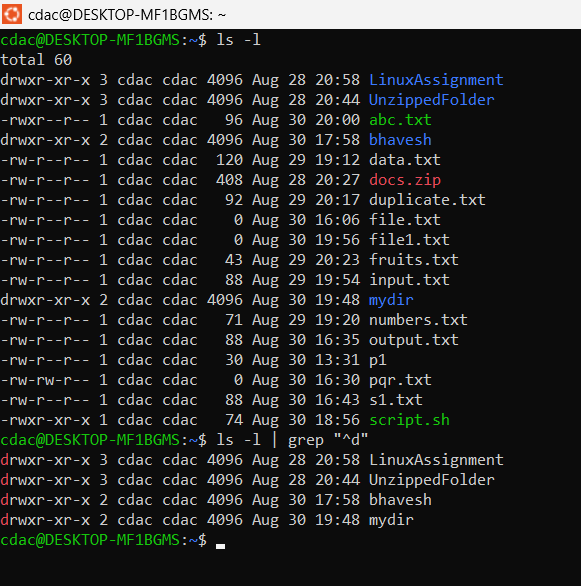 cdac@DESKTOP-MF1BGMS: ~
cdac@DESKTOP-MF1BGMS:~$ ls -l
total 60
drwxr-xr-x 3 cdac cdac 4096 Aug 28 20:58 LinuxAssignment
drwxr-xr-x 3 cdac cdac 4096 Aug 28 20:44 UnzippedFolder
-rwxr--r-- 1 cdac cdac   96 Aug 30 20:00 abc.txt
drwxr-xr-x 2 cdac cdac 4096 Aug 30 17:58 bhavesh
-rw-r--r-- 1 cdac cdac  120 Aug 29 19:12 data.txt
-rw-r--r-- 1 cdac cdac  408 Aug 28 20:27 docs.zip
-rw-r--r-- 1 cdac cdac   92 Aug 29 20:17 duplicate.txt
-rw-r--r-- 1 cdac cdac    0 Aug 30 16:06 file.txt
-rw-r--r-- 1 cdac cdac    0 Aug 30 19:56 file1.txt
-rw-r--r-- 1 cdac cdac   43 Aug 29 20:23 fruits.txt
-rw-r--r-- 1 cdac cdac   88 Aug 29 19:54 input.txt
drwxr-xr-x 2 cdac cdac 4096 Aug 30 19:48 mydir
-rw-r--r-- 1 cdac cdac   71 Aug 29 19:20 numbers.txt
-rw-r--r-- 1 cdac cdac   88 Aug 30 16:35 output.txt
-rw-r--r-- 1 cdac cdac   30 Aug 30 13:31 p1
-rw-rw-r-- 1 cdac cdac    0 Aug 30 16:30 pqr.txt
-rw-r--r-- 1 cdac cdac   88 Aug 30 16:43 s1.txt
-rwxr-xr-x 1 cdac cdac   74 Aug 30 18:56 script.sh
cdac@DESKTOP-MF1BGMS:~$ ls -l | grep "^d"
drwxr-xr-x 3 cdac cdac 4096 Aug 28 20:58 LinuxAssignment
drwxr-xr-x 3 cdac cdac 4096 Aug 28 20:44 UnzippedFolder
drwxr-xr-x 2 cdac cdac 4096 Aug 30 17:58 bhavesh
drwxr-xr-x 2 cdac cdac 4096 Aug 30 19:48 mydir
cdac@DESKTOP-MF1BGMS:~$